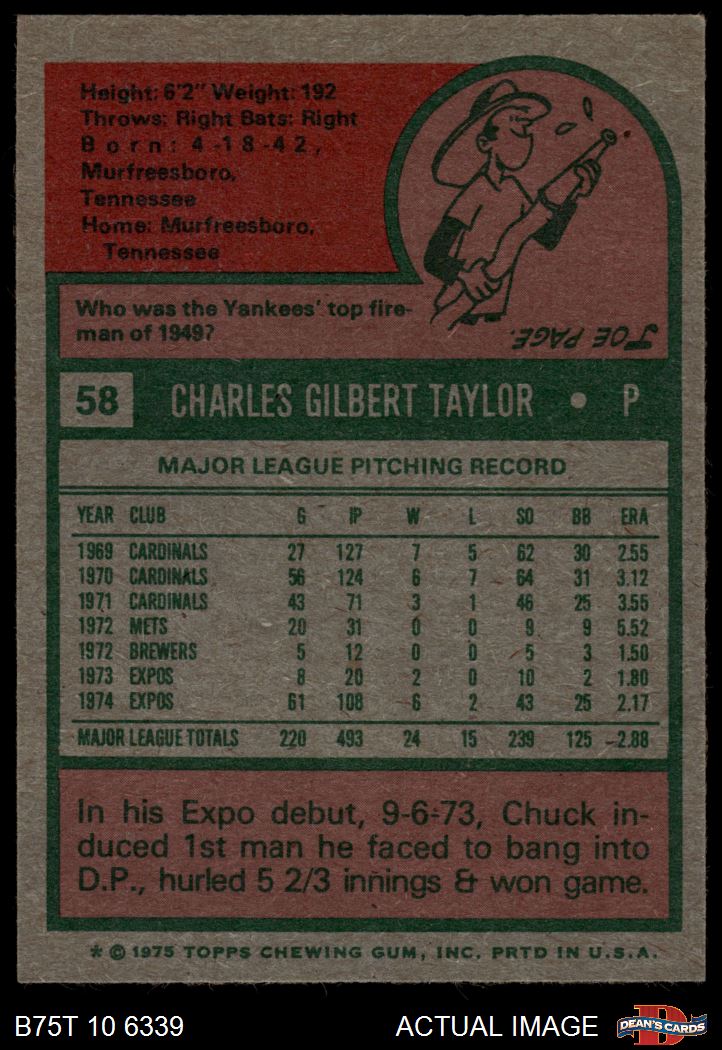 Height: 6'2" Weight: 192
Throws: Right Bats: Right
Born: 4-18-42,
Murfreesboro,
Tennessee
Home: Murfreesboro,
Tennessee
Who was the Yankees' top fire-
man of 1949?
JOE PAGE.
58 CHARLES GILBERT TAYLOR • P
MAJOR LEAGUE PITCHING RECORD
YEAR CLUB G IP W L SO BB ERA
1969 CARDINALS 27 127 7 5 62 30 2.55
1970 CARDINALS 56 124 6 7 64 31 3.12
1971 CARDINALS 43 71 3 1 46 25 3.55
1972 METS 20 31 0 0 9 9 5.52
1972 BREWERS 5 12 0 0 5 3 1.50
1973 EXPOS 8 20 2 0 10 2 1.80
1974 EXPOS 61 108 6 2 43 25 2.17
MAJOR LEAGUE TOTALS 220 493 24 15 239 125 2.88
In his Expo debut, 9-6-73, Chuck in-
duced 1st man he faced to bang into
D.P., hurled 5 2/3 innings & won game.
* © 1975 TOPPS CHEWING GUM, INC. PRTD IN U.S.A.
B75T 10 6339 ACTUAL IMAGE DEAN'S CARDS